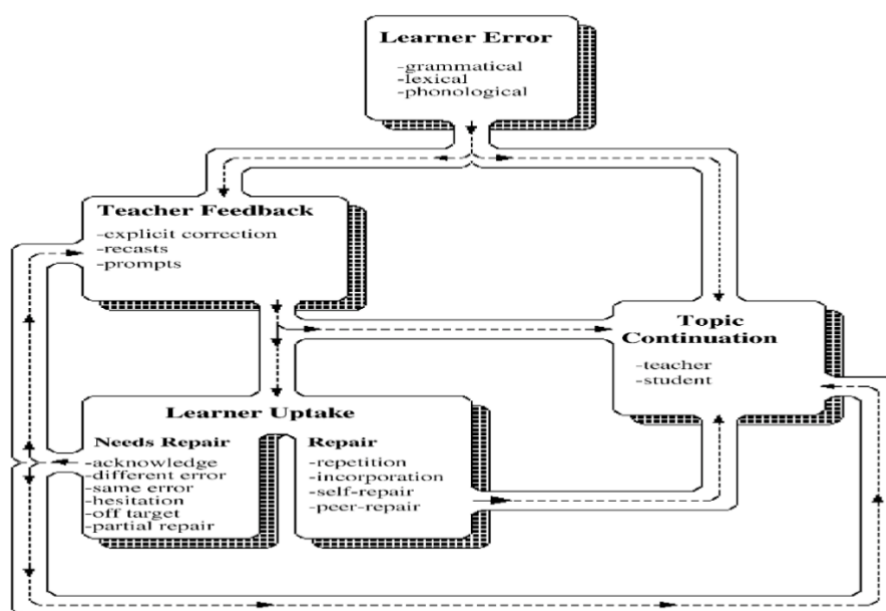 Learner Error
-grammatical
-lexical
-phonological
Teacher Feedback
-explicit correction
-recasts
-prompts
Topic
Continuation
-teacher
-student
Learner Uptake
Needs Repair
-acknowledge
-different error
-same error
-hesitation
-off target
-partial repair
Repair
-repetition
-incorporation
-self-repair
-peer-repair